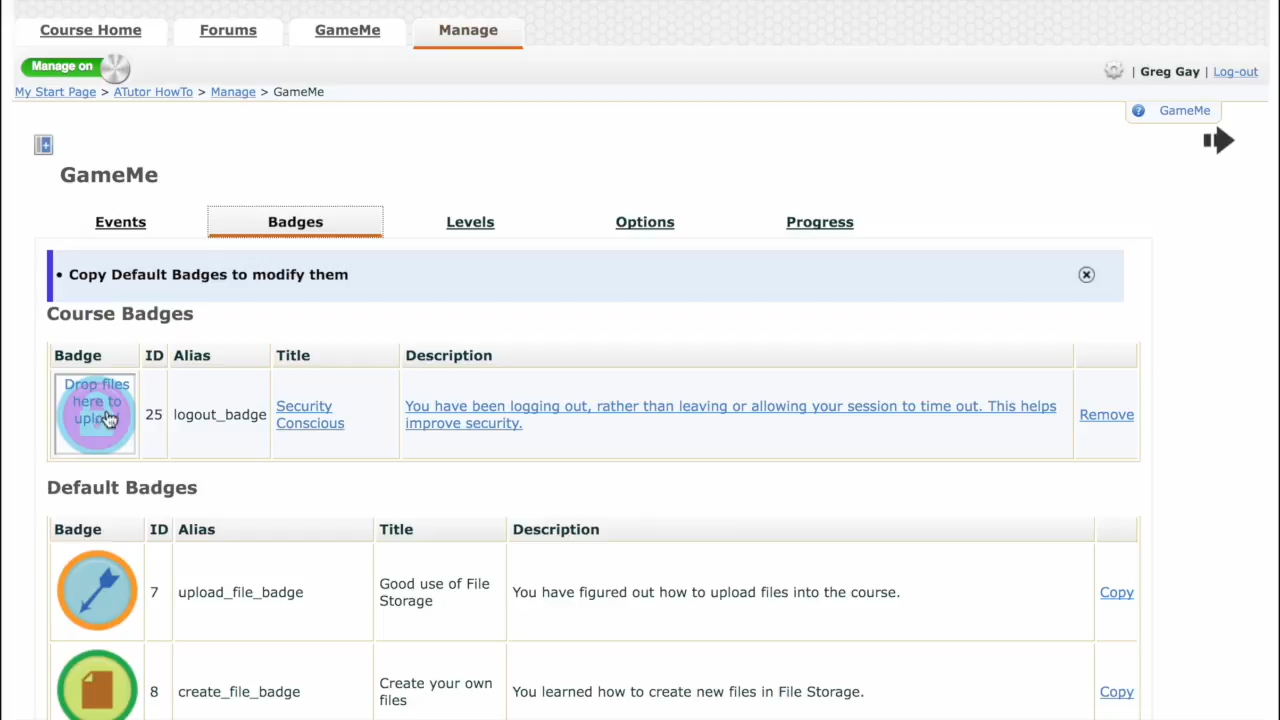 Course Home
Forums
GameMe
Manage
Manage on
| Greg Gay | Log-out
My Start Page > ATutor HowTo > Manage > GameMe
GameMe
GameMe
Events
Badges
Levels
Options
Progress
• Copy Default Badges to modify them
Course Badges
Badge
ID
Alias
Title
Description
Drop files
here to
upload
25
logout_badge
Security
Conscious
You have been logging out, rather than leaving or allowing your session to time out. This helps
improve security.
Remove
Default Badges
Badge
ID
Alias
Title
Description
7
upload_file_badge
Good use of File
Storage
You have figured out how to upload files into the course.
Copy
8
create_file_badge
Create your own
files
You learned how to create new files in File Storage.
Copy